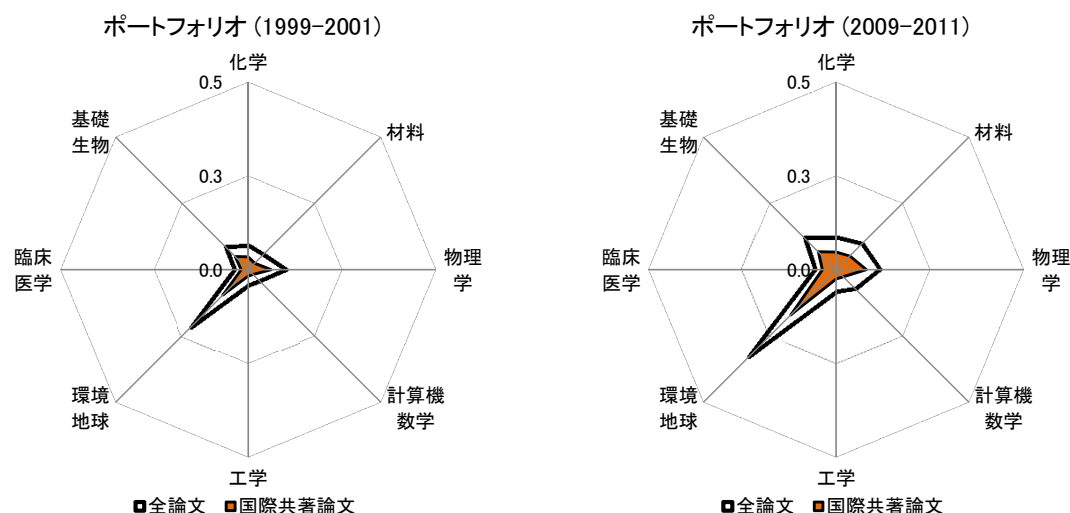 ポートフォリオ (1999-2001)
化学
0.5
基礎
生物
材料
0.3
臨床
医学
0.0
物理
学
環境
地球
計算機
数学
工学
全論文 国際共著論文
ポートフォリオ (2009-2011)
化学
0.5
基礎
生物
材料
0.3
臨床
医学
0.0
物理
学
環境
地球
計算機
数学
工学
全論文 国際共著論文